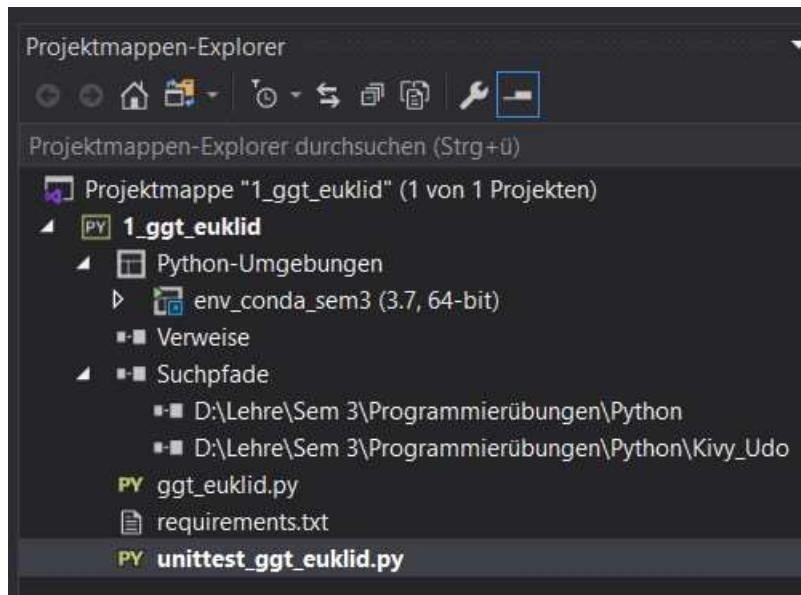 Projektmappen-Explorer
Projektmappen-Explorer durchsuchen (Strg+ü)
Projektmappe "1_ggt_euklid" (1 von 1 Projekten)
PY 1_ggt_euklid
Python-Umgebungen
env_conda_sem3 (3.7, 64-bit)
Verweise
Suchpfade
D:\Lehre\Sem 3\Programmierübungen\Python
D:\Lehre\Sem 3\Programmierübungen\Python\Kivy_Udo
PY ggt_euklid.py
requirements.txt
PY unittest_ggt_euklid.py